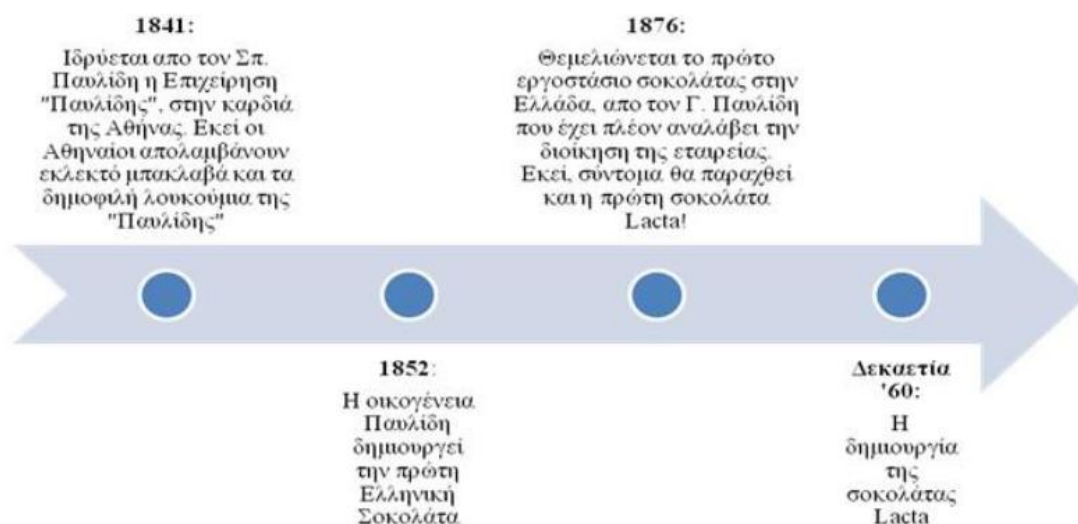 1841:
Ιδρύεται απο τον Σπ.
Παυλίδη η Επιχείρηση
"Παυλίδης", στην καρδιά
της Αθήνας. Εκεί οι
Αθηναίοι απολαμβάνουν
εκλεκτό μπακλαβά και τα
δημοφιλή λουκούμια της
"Παυλίδης"
1852:
Η οικογένεια
Παυλίδη
δημιουργεί
την πρώτη
Ελληνική
Σοκολάτα
1876:
Θεμελιώνεται το πρώτο
εργοστάσιο σοκολάτας στην
Ελλάδα, απο τον Γ. Παυλίδη
που έχει πλέον αναλάβει την
διοίκηση της εταιρείας.
Εκεί, σύντομα θα παραχθεί
και η πρώτη σοκολάτα
Lacta!
Δεκαετία
'60:
Η
δημιουργία
της
σοκολάτας
Lacta